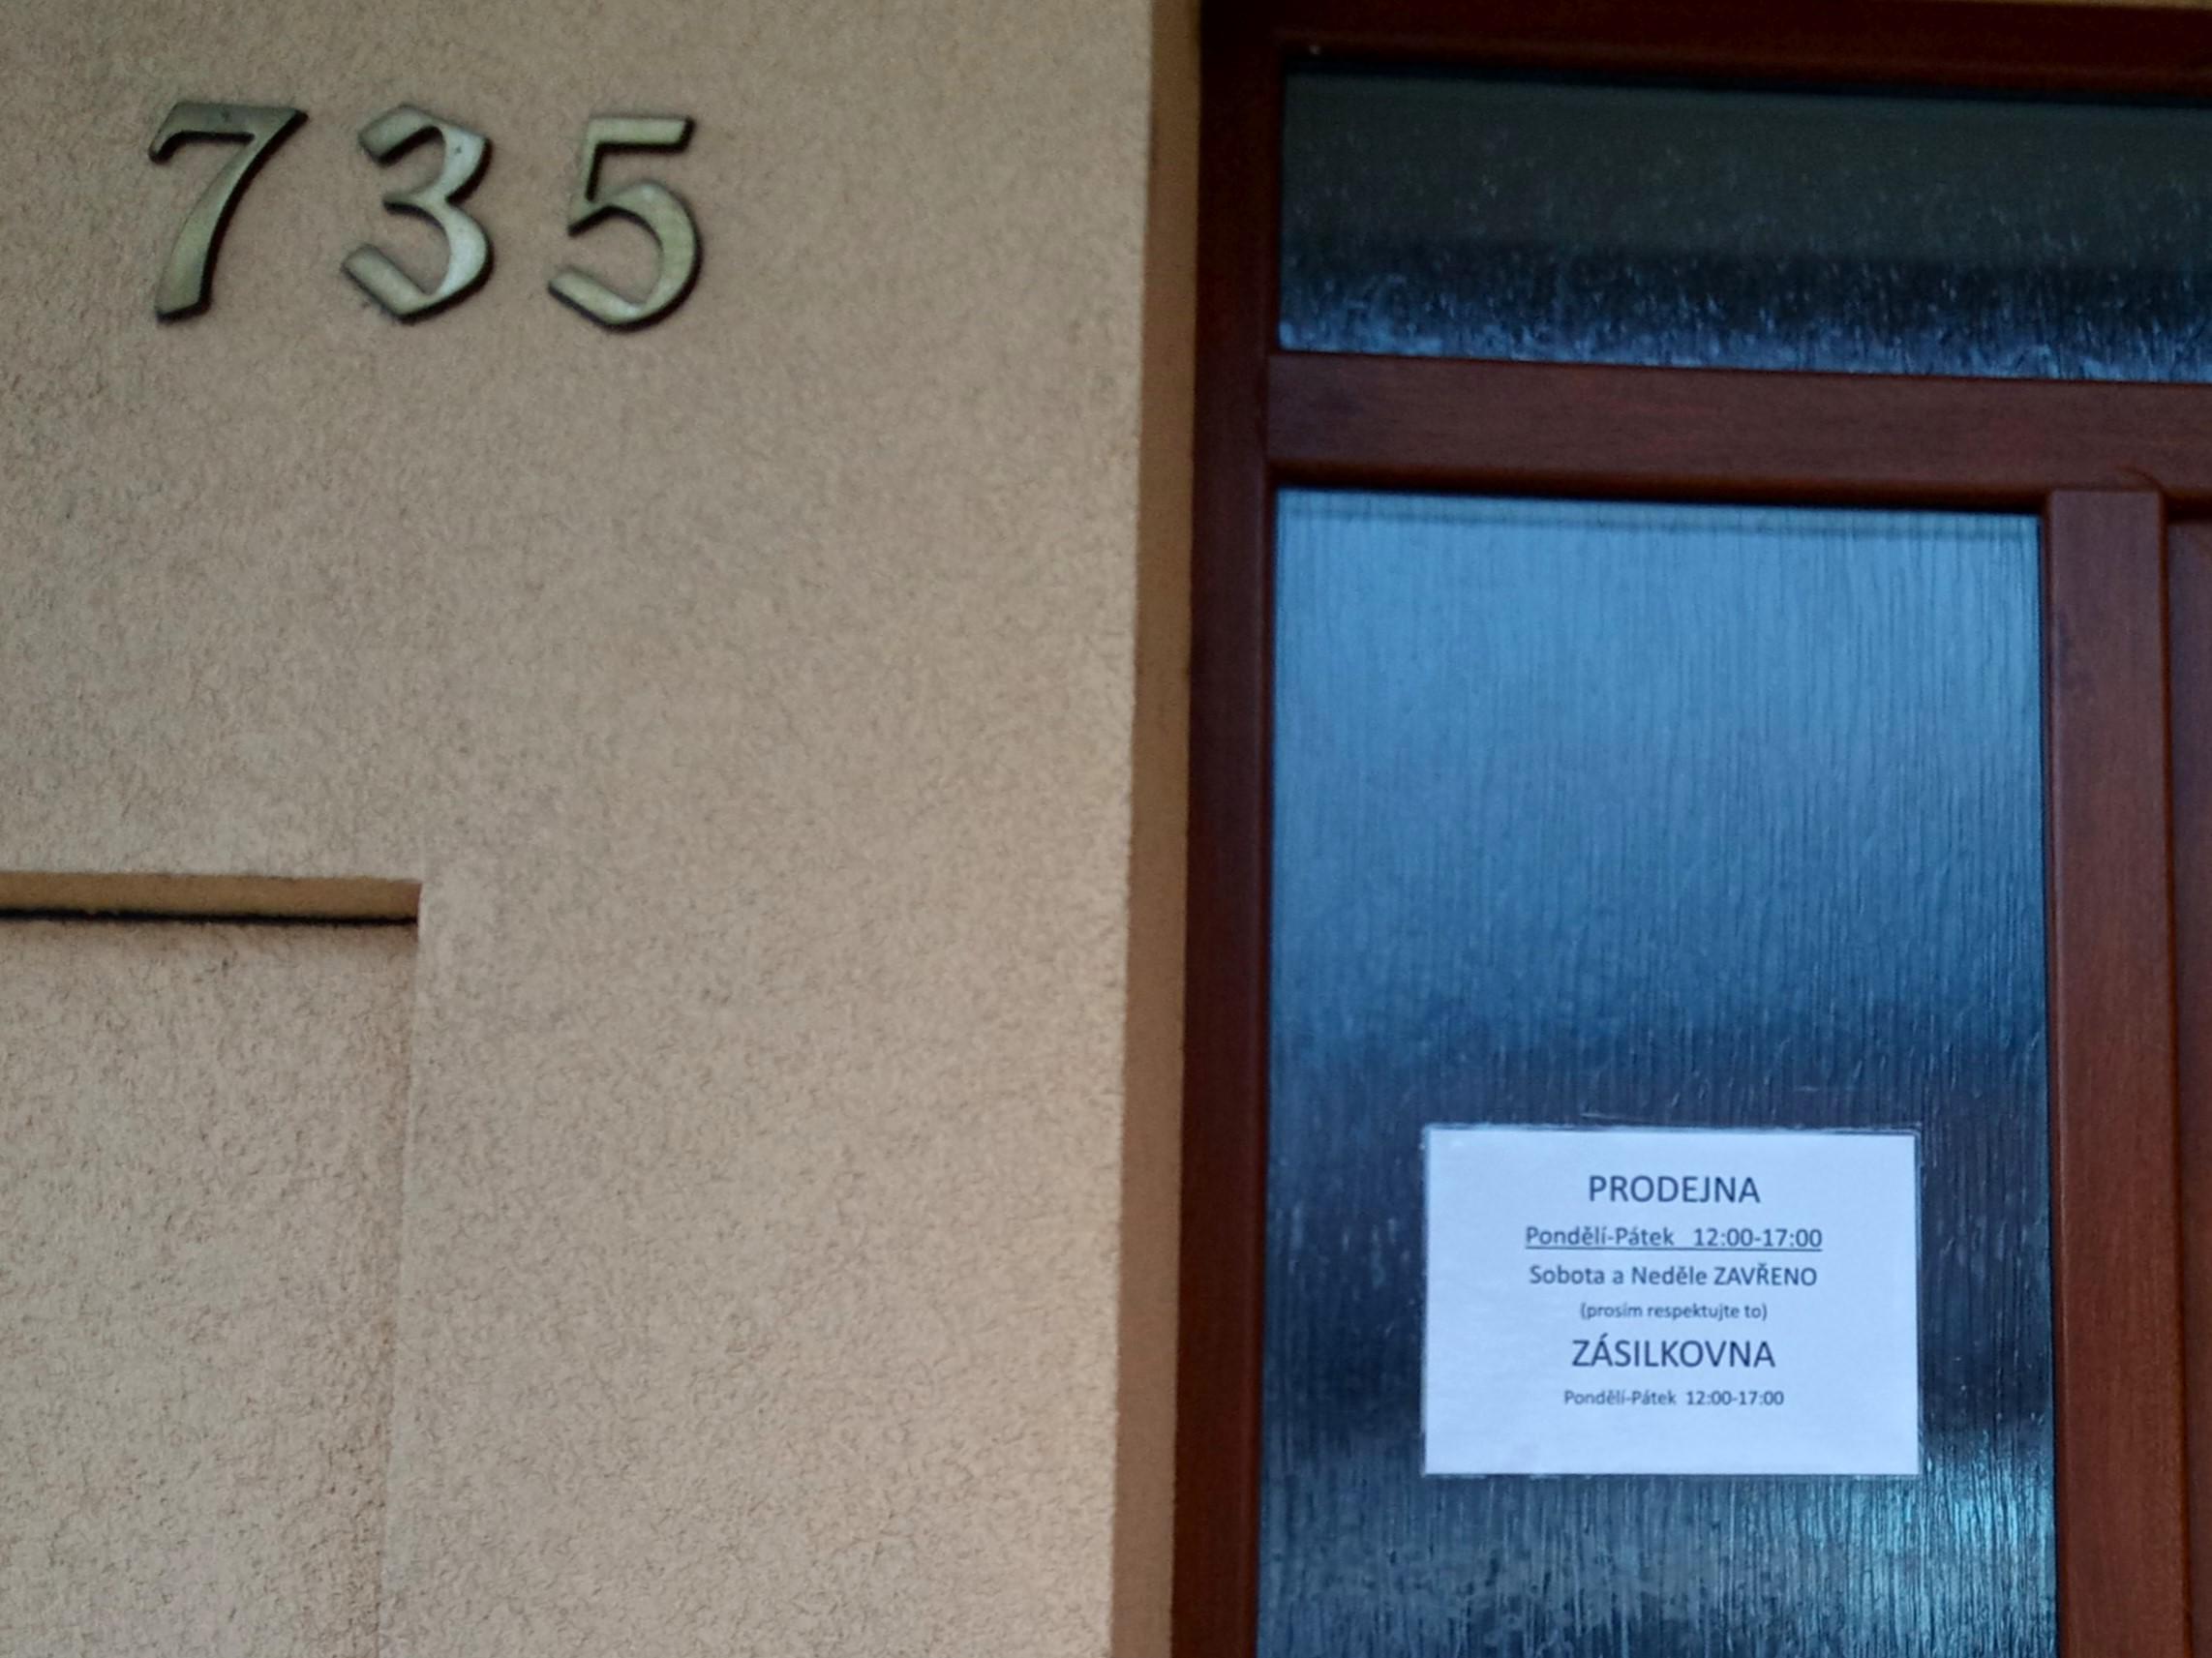 735
PRODEJNA
Pondělí-Pátek 12:00-17:00
Sobota a Neděle ZAVŘENO
(prosím respektujte to)
ZÁSILKOVNA
Pondělí-Pátek 12:00-17:00